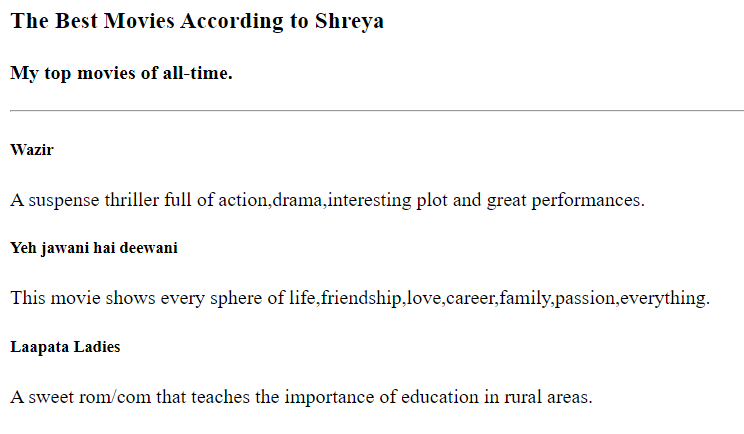 The Best Movies According to Shreya
My top movies of all-time.
Wazir
A suspense thriller full of action,drama,interesting plot and great performances.
Yeh jawani hai deewani
This movie shows every sphere of life,friendship,love,career,family,passion,everything.
Laapata Ladies
A sweet rom/com that teaches the importance of education in rural areas.